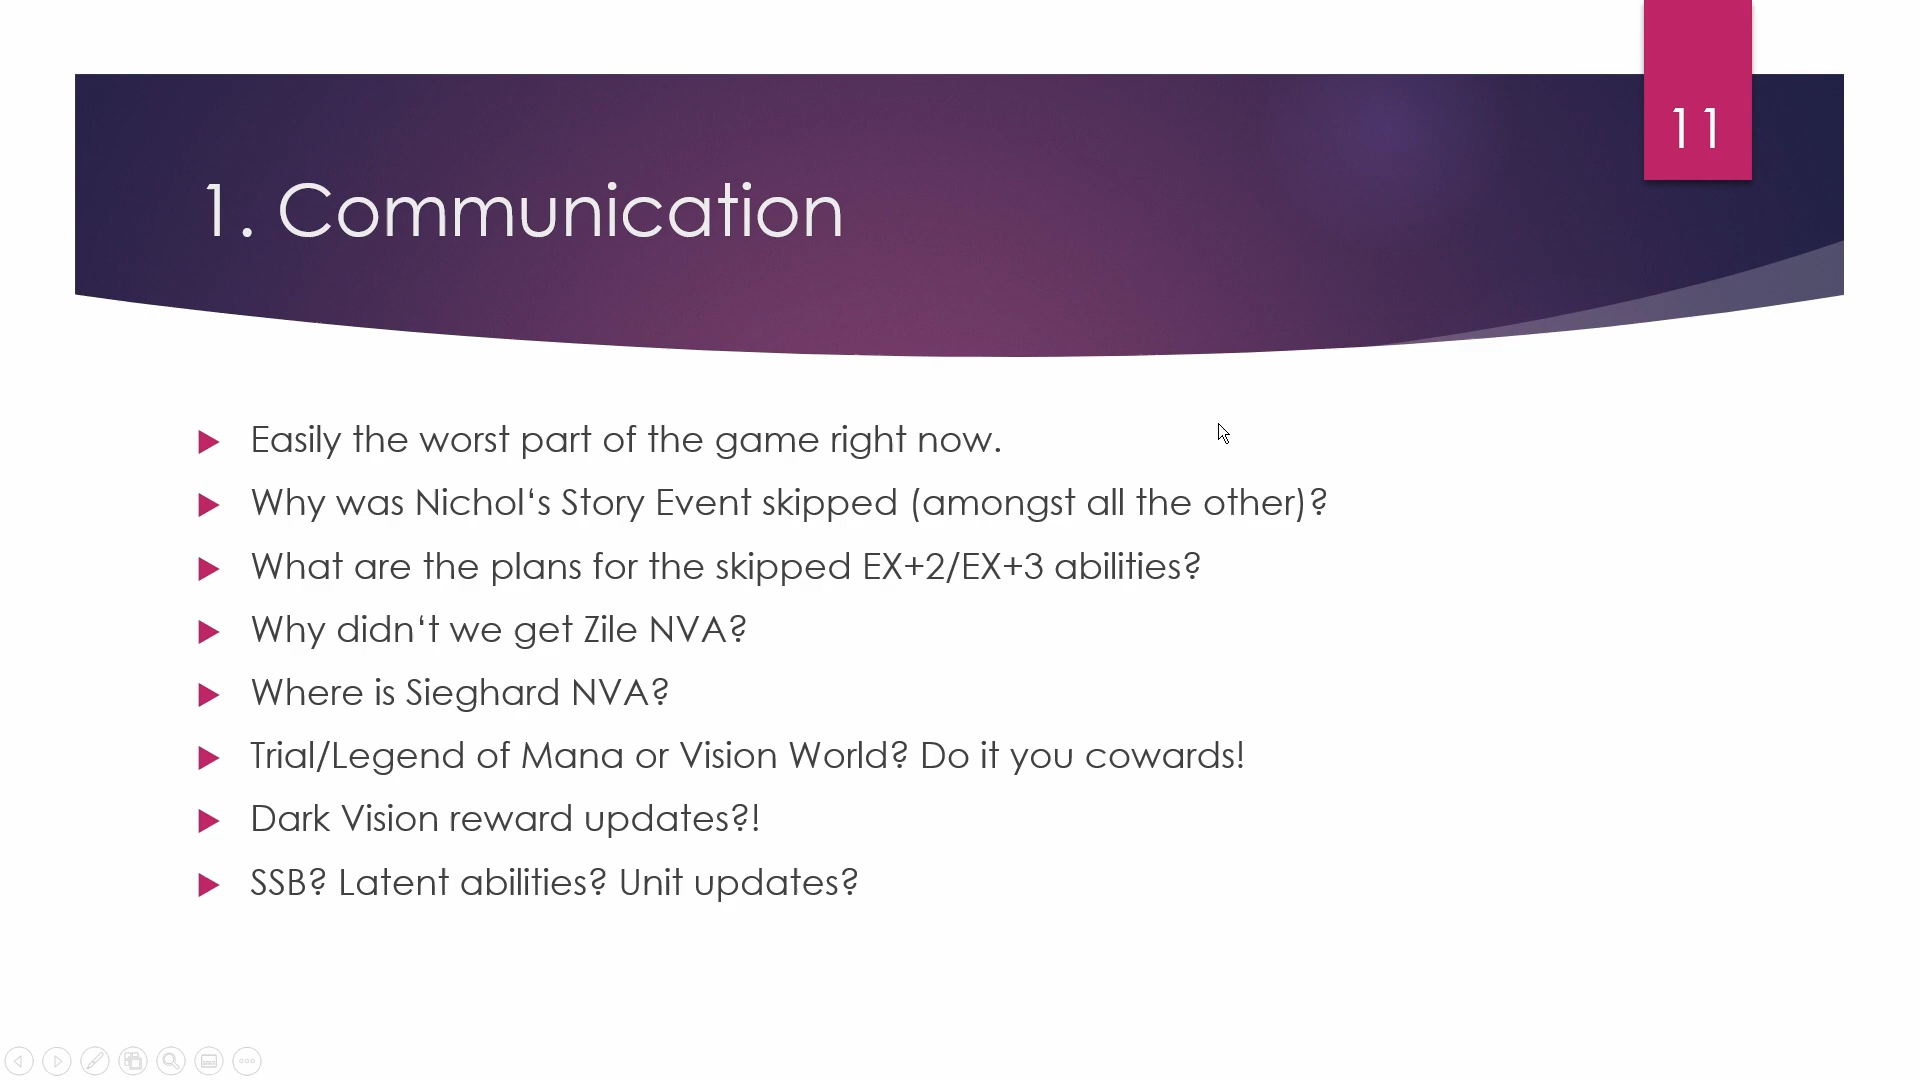 11
1. Communication
Easily the worst part of the game right now.
Why was Nichol‘s Story Event skipped (amongst all the other)?
What are the plans for the skipped EX+2/EX+3 abilities?
Why didn‘t we get Zile NVA?
Where is Sieghard NVA?
Trial/Legend of Mana or Vision World? Do it you cowards!
Dark Vision reward updates?!
SSB? Latent abilities? Unit updates?